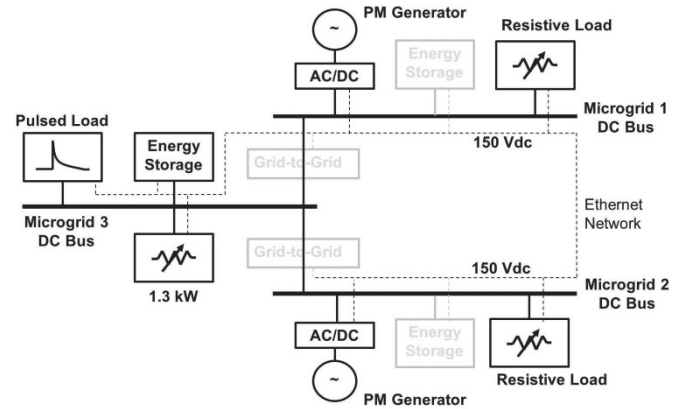 PM Generator
~
Resistive Load
AC/DC
Energy
Storage
Microgrid 1
DC Bus
Pulsed Load
Energy
Storage
150 Vdc
Grid-to-Grid
Ethernet
Network
Microgrid 3
DC Bus
Grid-to-Grid
1.3 kW
150 Vdc
Microgrid 2
DC Bus
AC/DC
Energy
Storage
~
PM Generator
Resistive Load